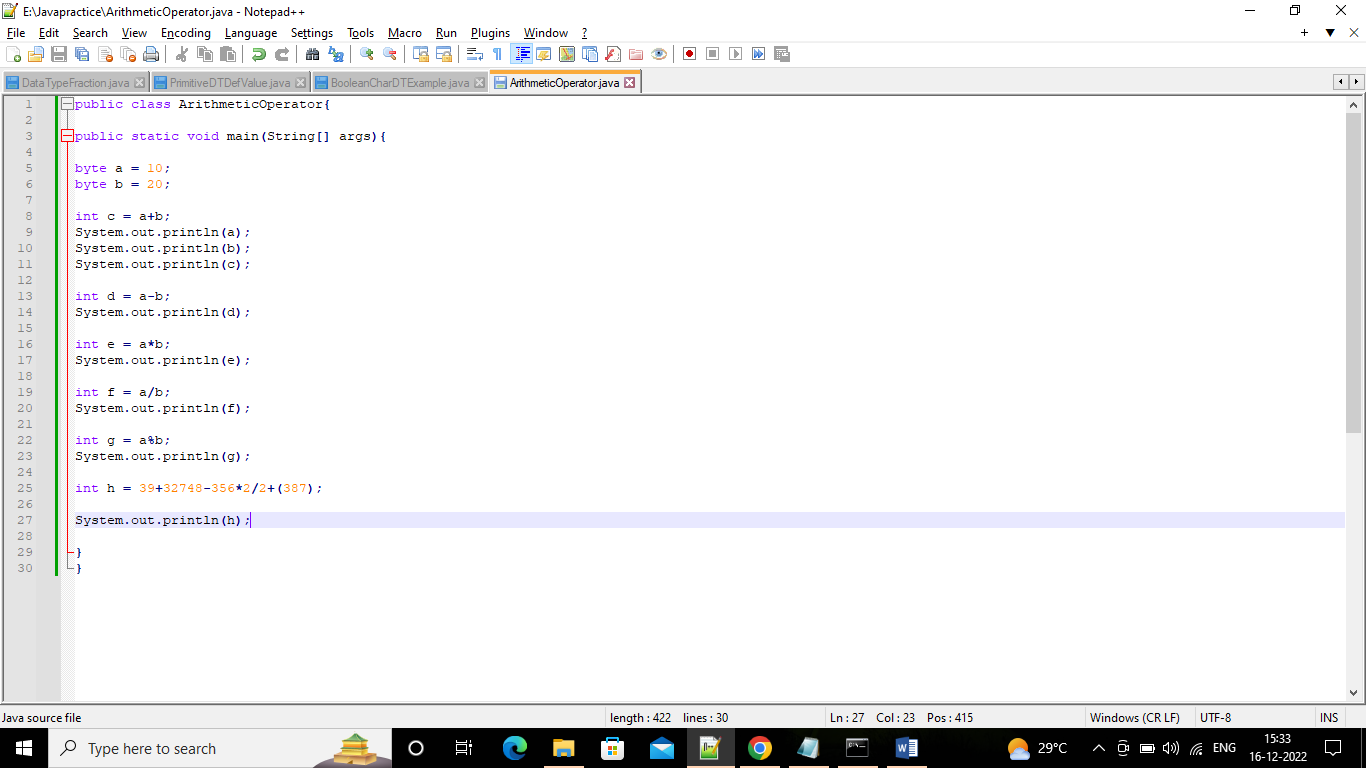 E:\Javapractice\ArithmeticOperator.java - Notepad++
File Edit Search View Encoding Language Settings Tools Macro Run Plugins Window ?
DataTypeFraction.java PrimitiveDTDefValue.java BooleanCharDTExample.java ArithmeticOperator.java
1 public class ArithmeticOperator{
2
3 public static void main(String[] args){
4
5 byte a = 10;
6 byte b = 20;
7
8 int c = a+b;
9 System.out.println(a);
10 System.out.println(b);
11 System.out.println(c);
12
13 int d = a-b;
14 System.out.println(d);
15
16 int e = a*b;
17 System.out.println(e);
18
19 int f = a/b;
20 System.out.println(f);
21
22 int g = a%b;
23 System.out.println(g);
24
25 int h = 39+32748-356*2/2+(387);
26
27 System.out.println(h);
28
29 }
30 }
Java source file length : 422 lines : 30 Ln : 27 Col : 23 Pos : 415 Windows (CR LF) UTF-8 INS
Type here to search 29°C ENG 15:33
16-12-2022